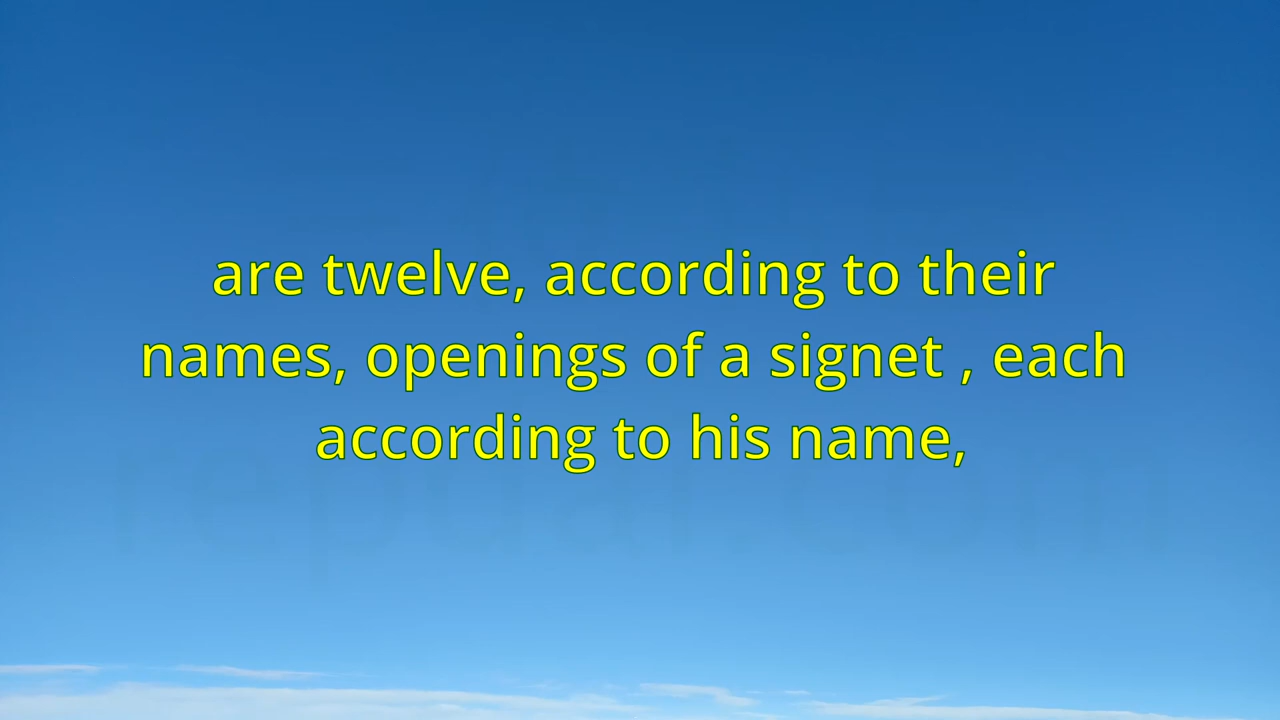 are twelve, according to their
names, openings of a signet , each
according to his name,